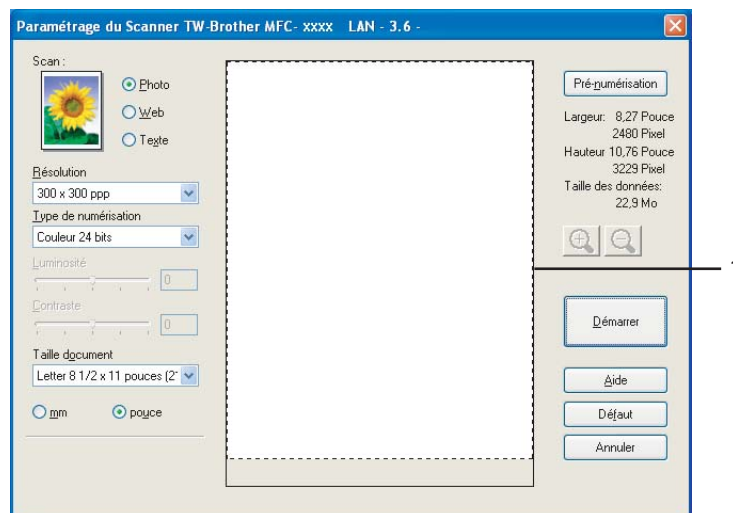 Paramétrage du Scanner TW-Brother MFC- xxxx LAN - 3.6 -
Scan :
Photo
Web
Texte
Résolution
300 x 300 ppp
Type de numérisation
Couleur 24 bits
Luminosité
0
Contraste
0
Taille document
Letter 8 1/2 x 11 pouces (2
mm
pouce
Pré-numérisation
Largeur: 8,27 Pouce
2480 Pixel
Hauteur 10,76 Pouce
3229 Pixel
Taille des données:
22,9 Mo
Démarrer
Aide
Défaut
Annuler